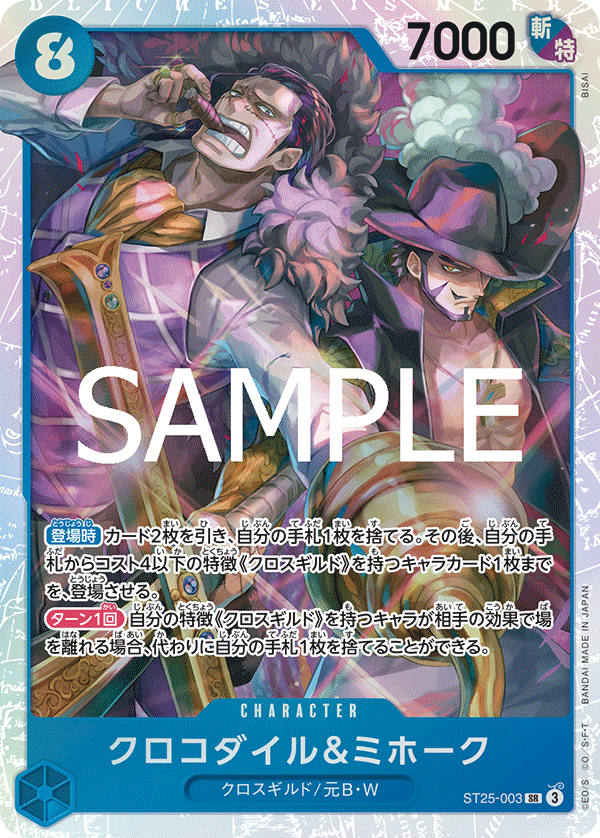 8
7000
斬
特
BISAI
SAMPLE
登場時 カード2枚を引き、自分の手札1枚を捨てる。その後、自分の手
札からコスト4以下の特徴《クロスギルド》を持つキャラカード1枚まで
を、登場させる。
ターン1回 自分の特徴《クロスギルド》を持つキャラが相手の効果で場
を離れる場合、代わりに自分の手札1枚を捨てることができる。
CHARACTER
クロコダイル&ミホーク
クロスギルド/元B・W
ST25-003 SR 3
©E.O/S ©O/S・F・T BANDAI MADE IN JAPAN